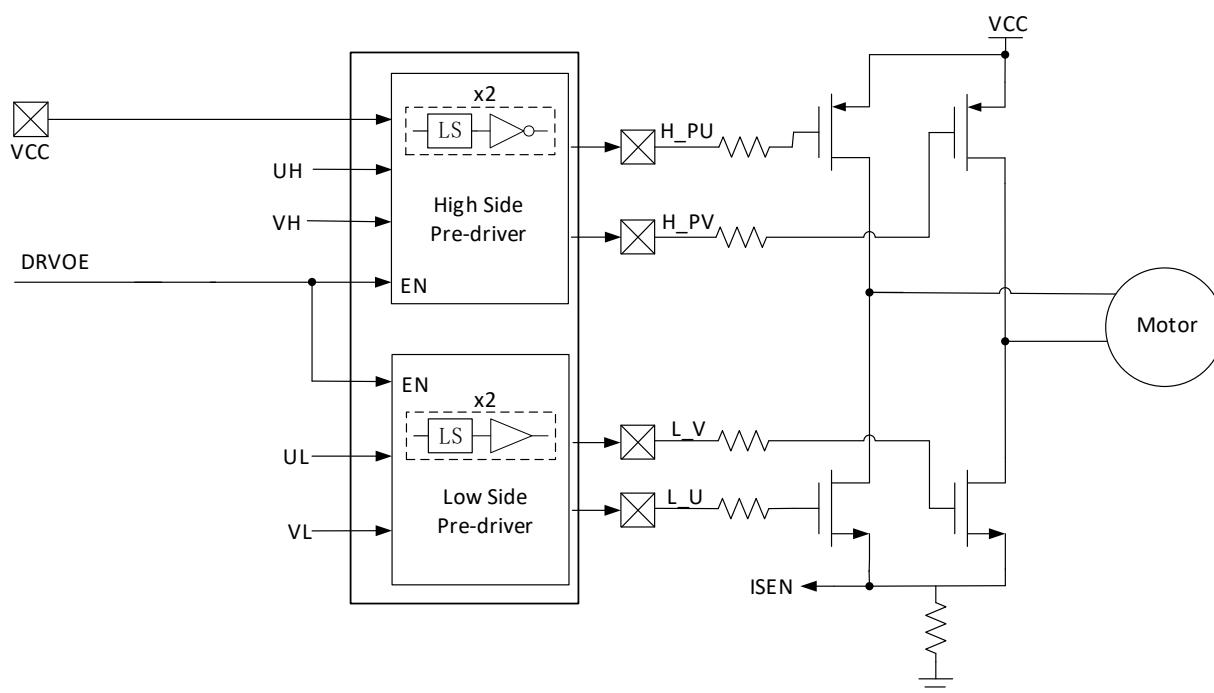 VCC
x2
LS
VCC
H_PU
UH
High Side
Pre-driver
VH
H_PV
DRVOE
EN
Motor
EN
x2
LS
L_V
UL
Low Side
Pre-driver
L_U
VL
ISEN